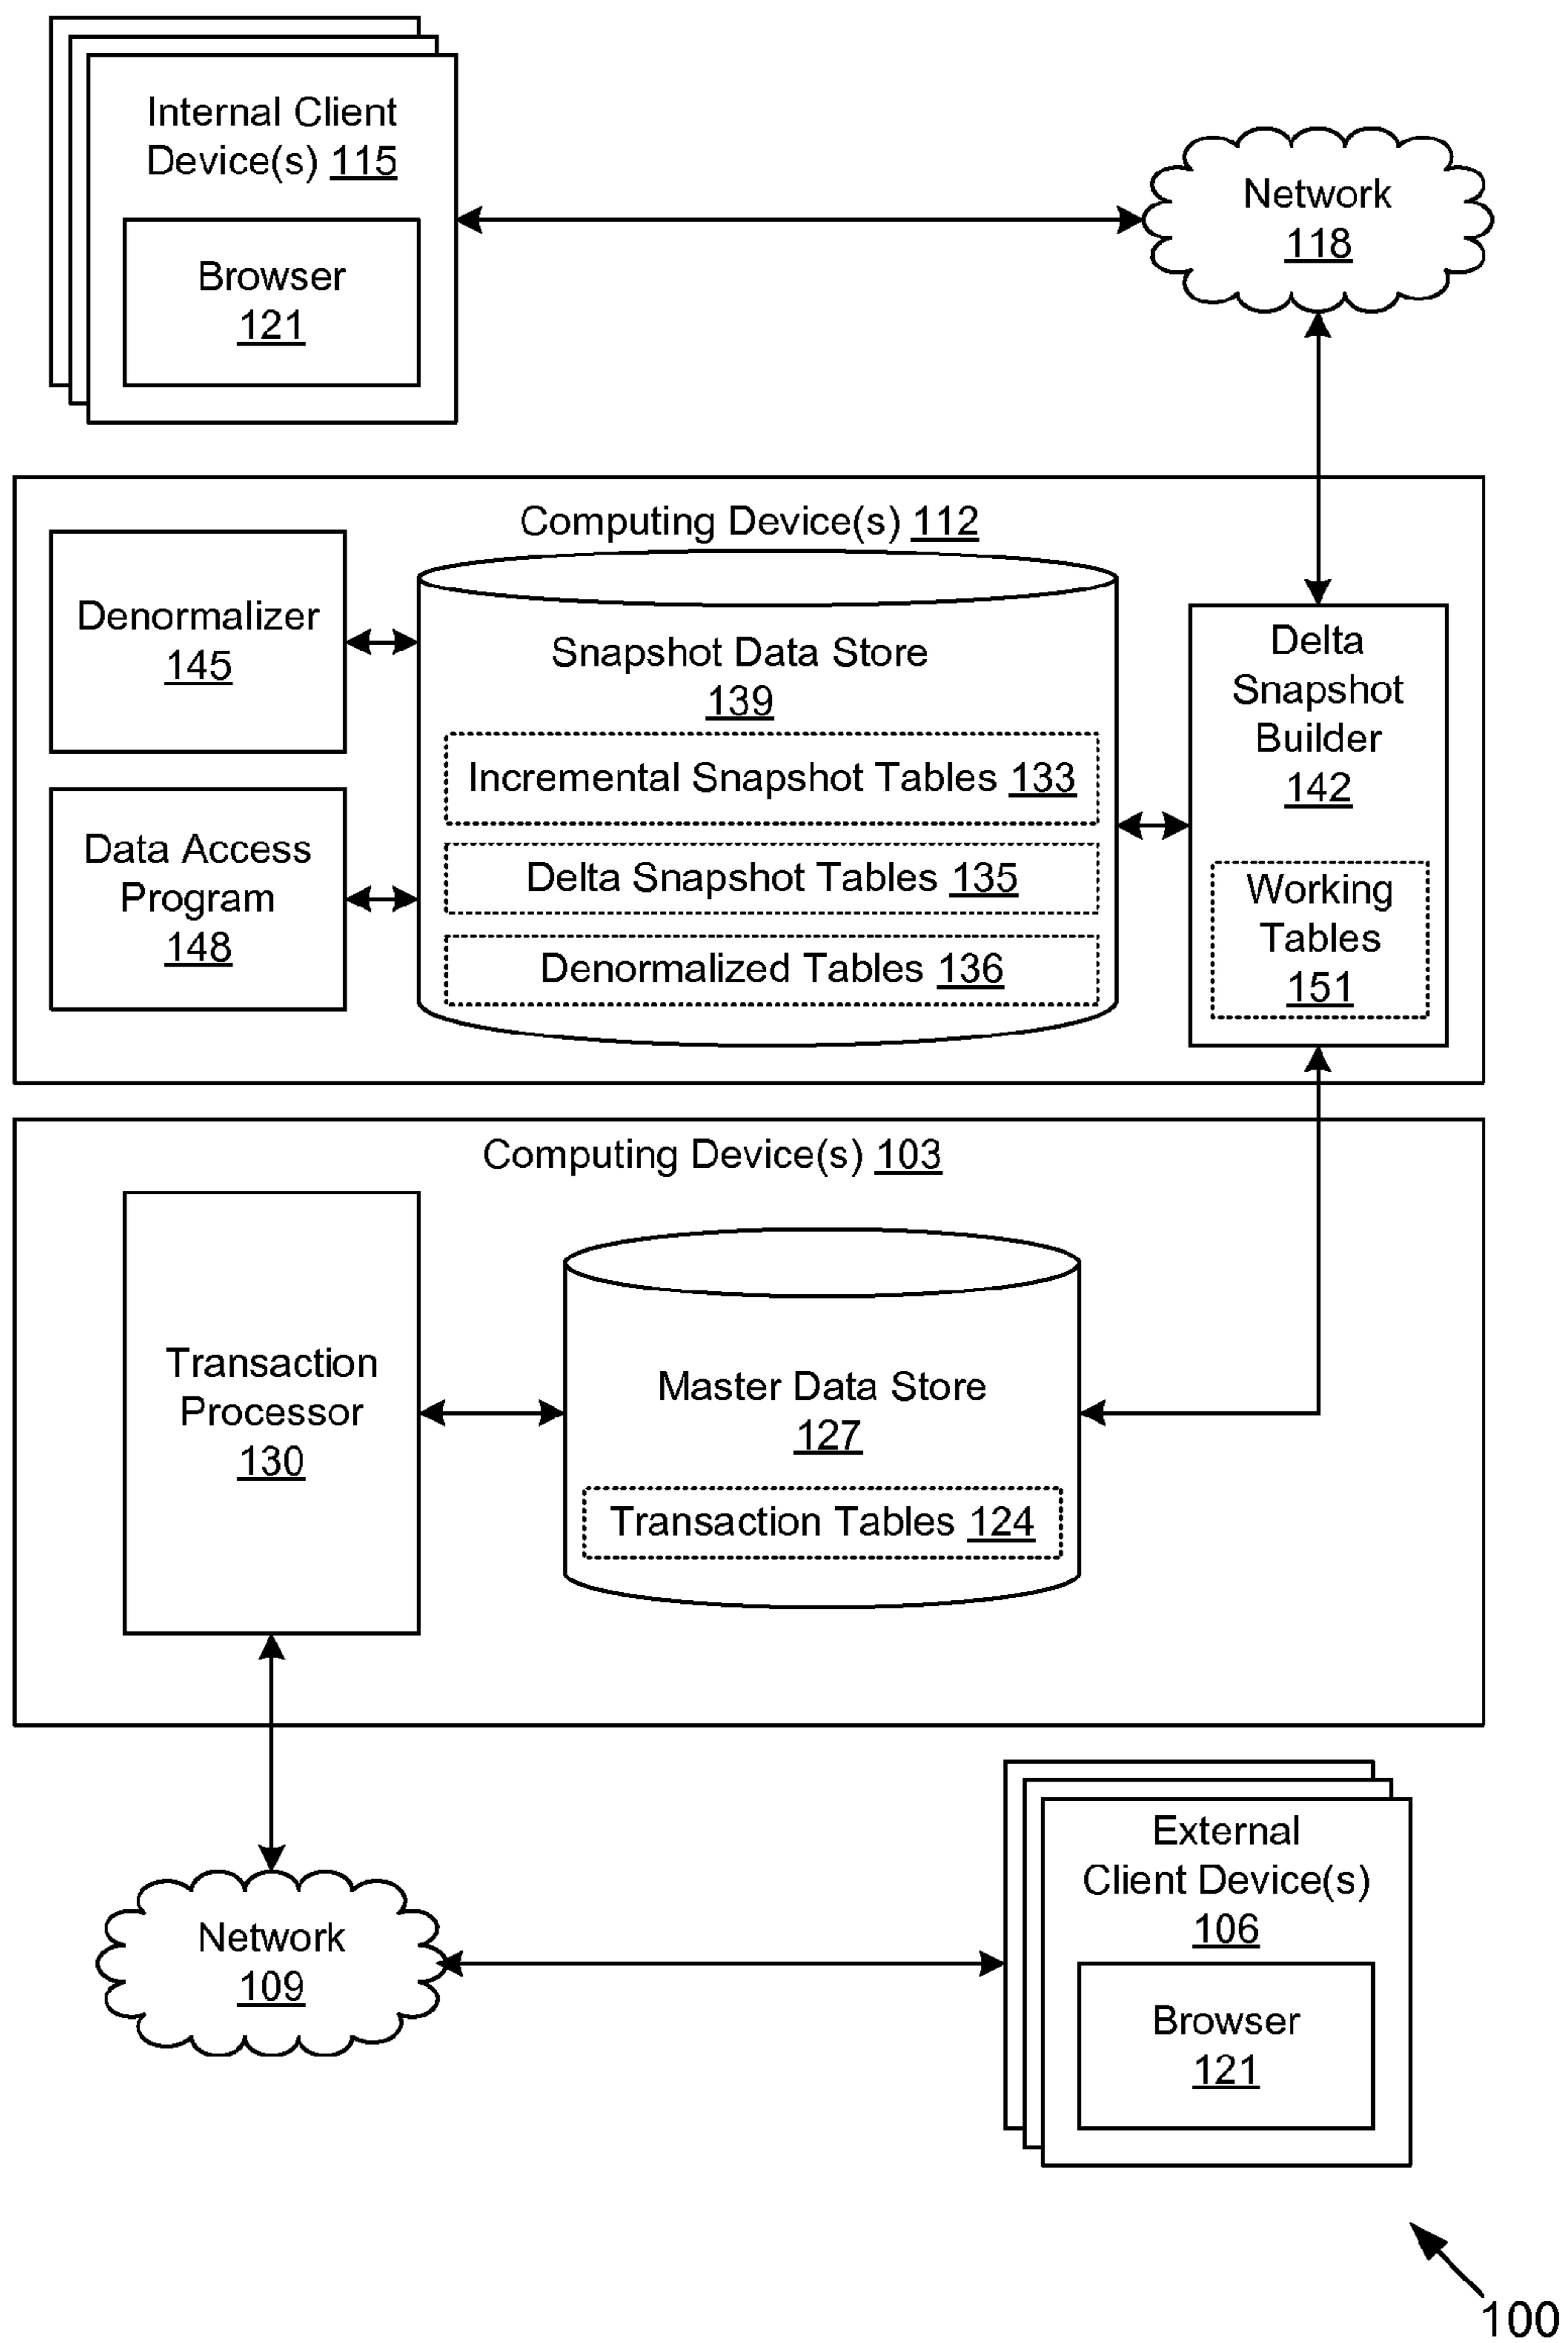 Internal Client
Device(s) 115
Browser
121
Network
118
Computing Device(s) 112
Denormalizer
145
Data Access
Program
148
Snapshot Data Store
139
Incremental Snapshot Tables 133
Delta Snapshot Tables 135
Denormalized Tables 136
Delta
Snapshot
Builder
142
Working
Tables
151
Computing Device(s) 103
Transaction
Processor
130
Master Data Store
127
Transaction Tables 124
Network
109
External
Client Device(s)
106
Browser
121
100